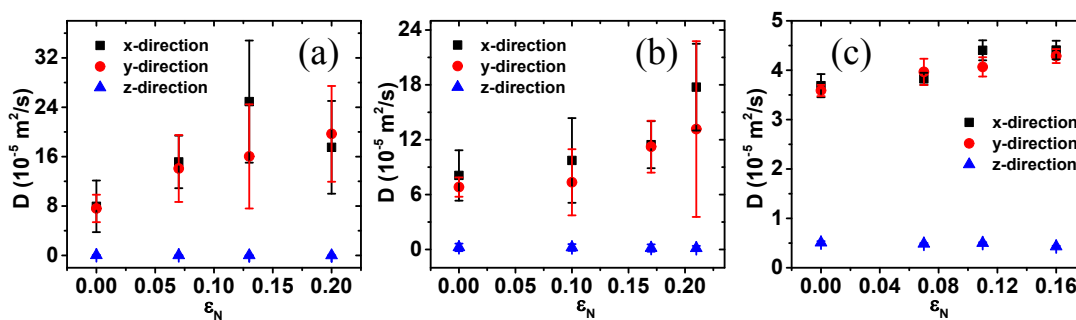 (a)
x-direction
y-direction
z-direction
D (10⁻⁵ m²/s)
32
24
16
8
0
0.00 0.05 0.10 0.15 0.20
ε_N
(b)
x-direction
y-direction
z-direction
D (10⁻⁵ m²/s)
24
18
12
6
0
0.00 0.05 0.10 0.15 0.20
ε_N
(c)
x-direction
y-direction
z-direction
D (10⁻⁵ m²/s)
5
4
3
2
1
0
0.00 0.04 0.08 0.12 0.16
ε_N